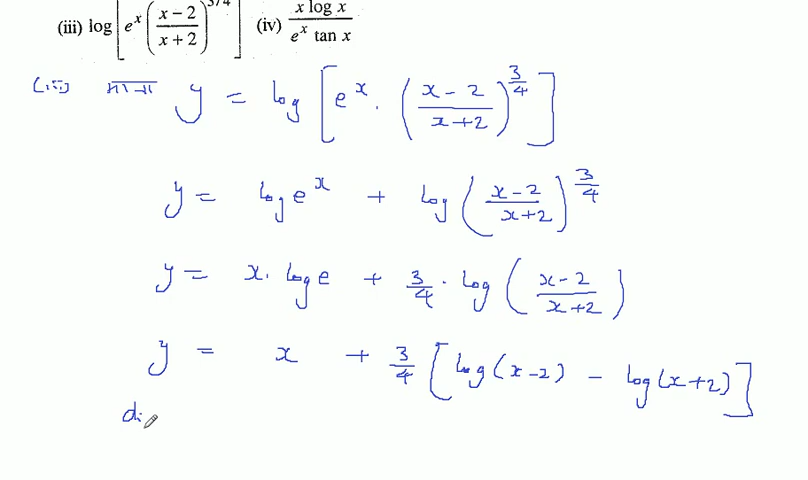 (iii) log [e^x ((x-2)/(x+2))^3/4] (iv) (x log x)/(e^x tan x)
(iii) माना y = log [e^x . ((x-2)/(x+2))^3/4]
y = log e^x + log ((x-2)/(x+2))^3/4
y = x. log e + 3/4 . log ((x-2)/(x+2))
y = x + 3/4 [log(x-2) - log(x+2)]
di